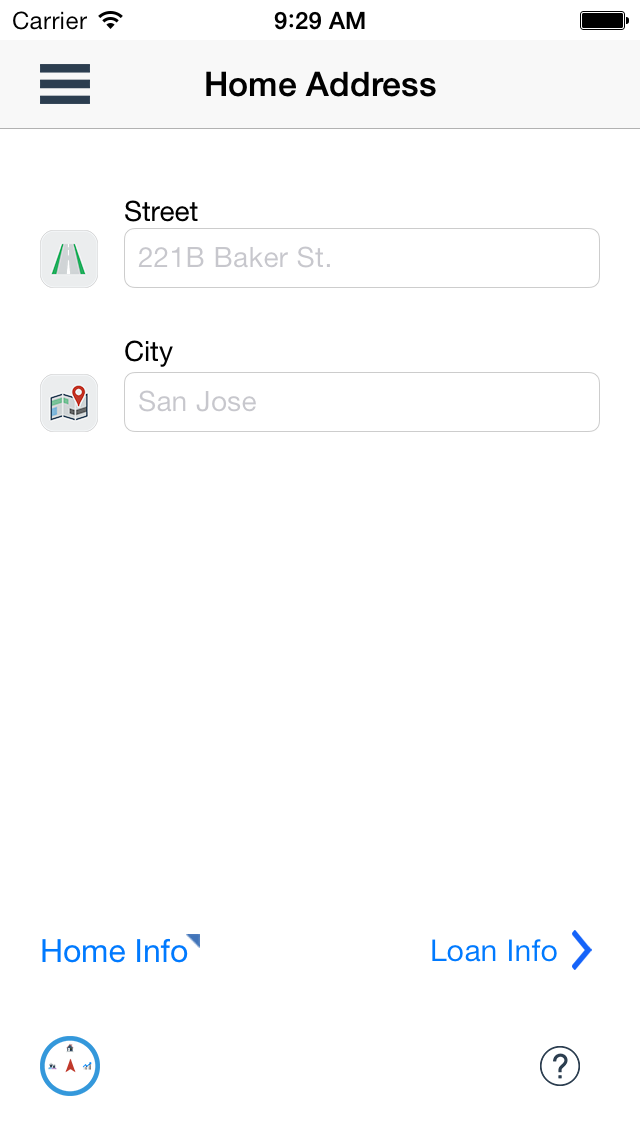 Carrier 9:29 AM
Home Address
Street
221B Baker St.
City
San Jose
Home Info Loan Info
?